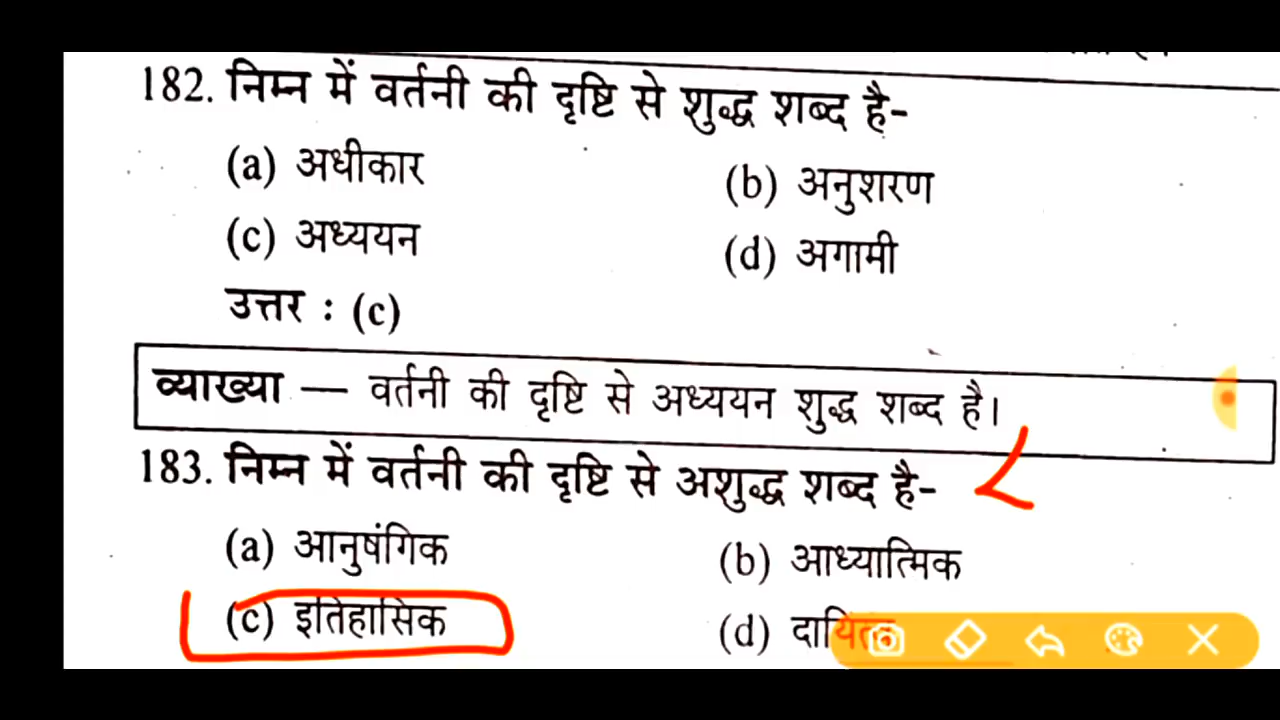 182. निम्न में वर्तनी की दृष्टि से शुद्ध शब्द है-
(a) अधीकार (b) अनुशरण
(c) अध्ययन (d) अगामी
उत्तर : (c)
व्याख्या — वर्तनी की दृष्टि से अध्ययन शुद्ध शब्द है।
183. निम्न में वर्तनी की दृष्टि से अशुद्ध शब्द है-
(a) आनुषंगिक (b) आध्यात्मिक
(c) इतिहासिक (d)